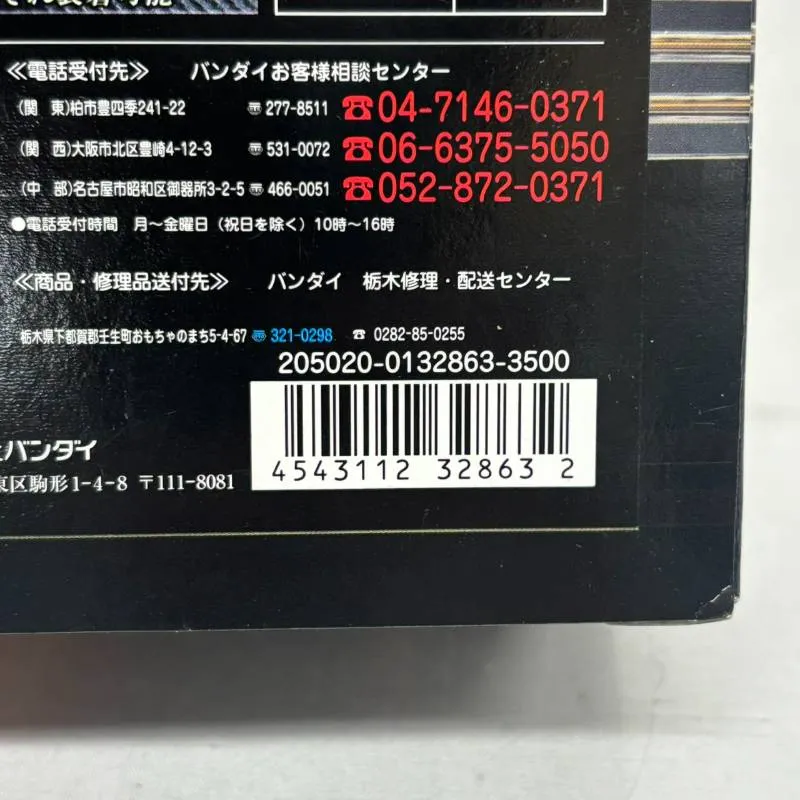 装着可能
≪電話受付先≫ バンダイお客様相談センター
(関 東)柏市豊四季241-22 〠277-8511 ☎04-7146-0371
(関 西)大阪市北区豊崎4-12-3 〠531-0072 ☎06-6375-5050
(中 部)名古屋市昭和区御器所3-2-5 〠466-0051 ☎052-872-0371
●電話受付時間 月～金曜日（祝日を除く）10時～16時
≪商品・修理品送付先≫ バンダイ 栃木修理・配送センター
栃木県下都賀郡壬生町おもちゃのまち5-4-67 〠321-0298 ☎ 0282-85-0255
205020-0132863-3500
バンダイ
東区駒形1-4-8 〒111-8081
4543112 32863 2